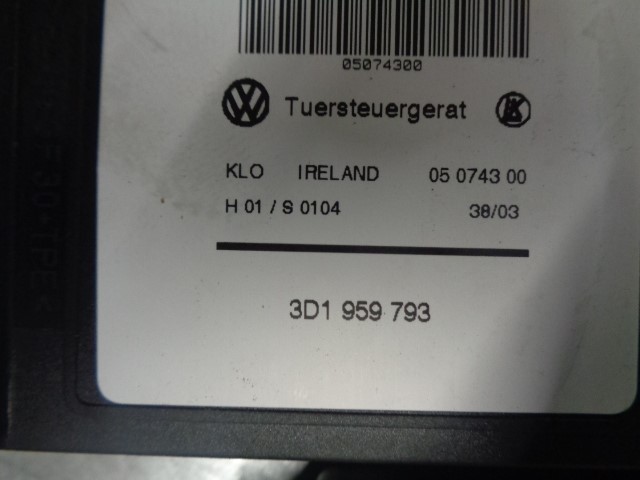 05074300
Tuersteuergerat
KLO IRELAND 05 0743 00
H 01 / S 0104 38/03
3D1 959 793